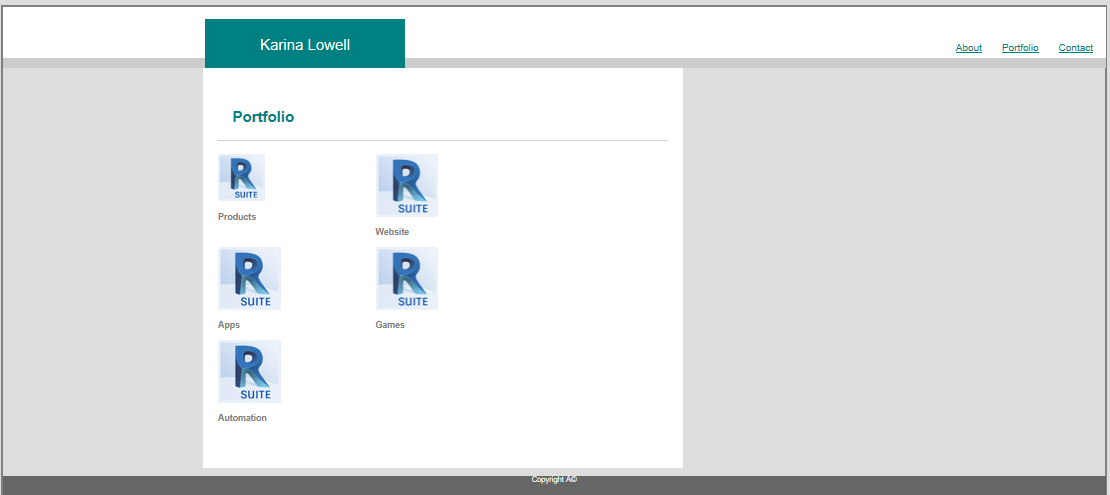 Karina Lowell
About Portfolio Contact
Portfolio
R
SUITE
Products
R
SUITE
Website
R
SUITE
Apps
R
SUITE
Games
R
SUITE
Automation
Copyright Â©